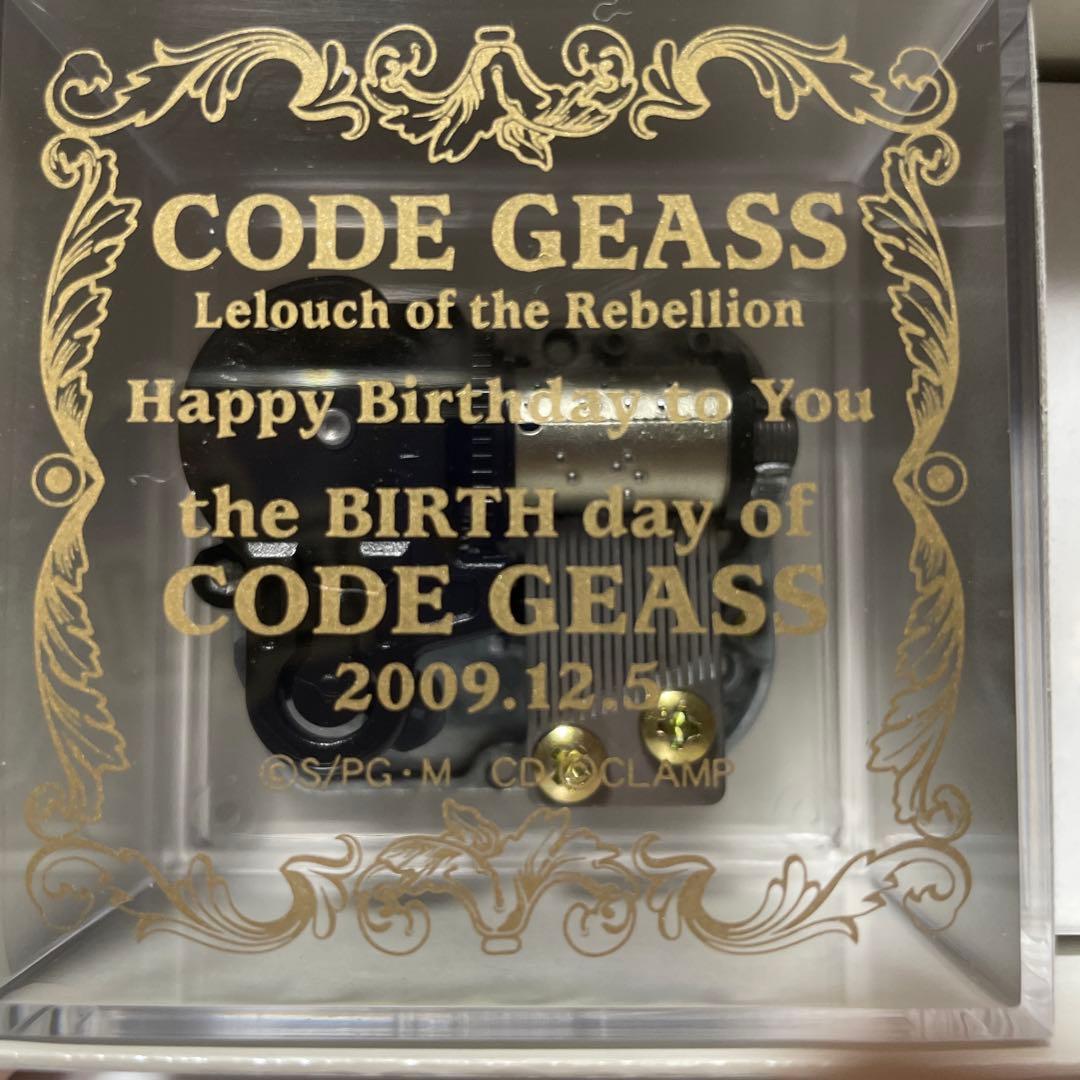 CODE GEASS
Lelouch of the Rebellion
Happy Birthday to You
the BIRTH day of
CODE GEASS
2009.12.5
©S/PG・M CD by CLAMP